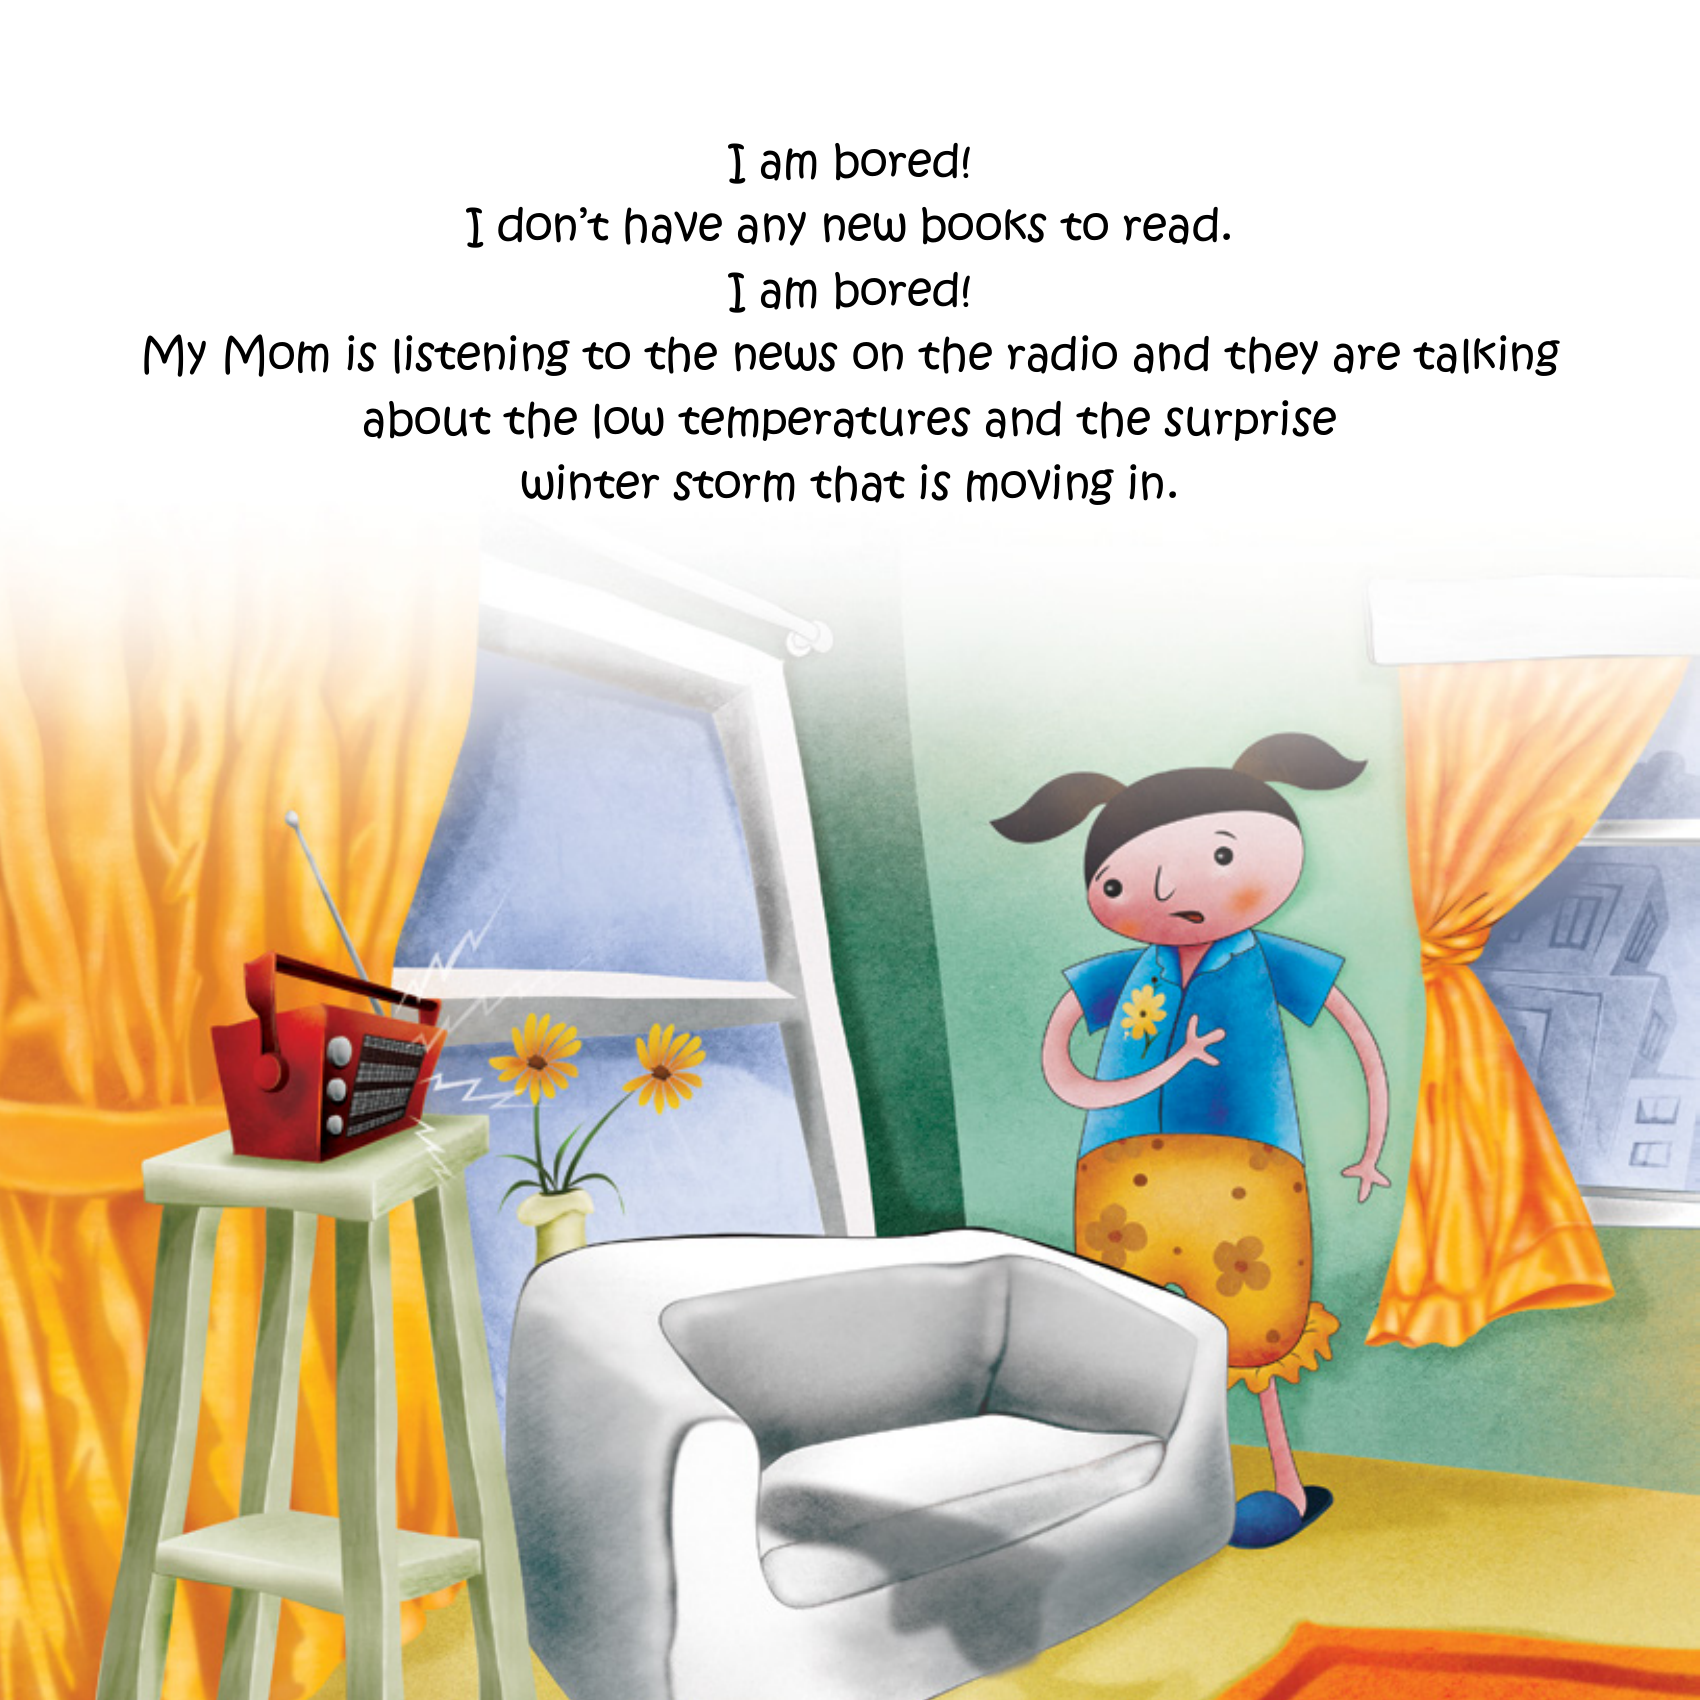 I am bored!
I don’t have any new books to read.
I am bored!
My Mom is listening to the news on the radio and they are talking
about the low temperatures and the surprise
winter storm that is moving in.